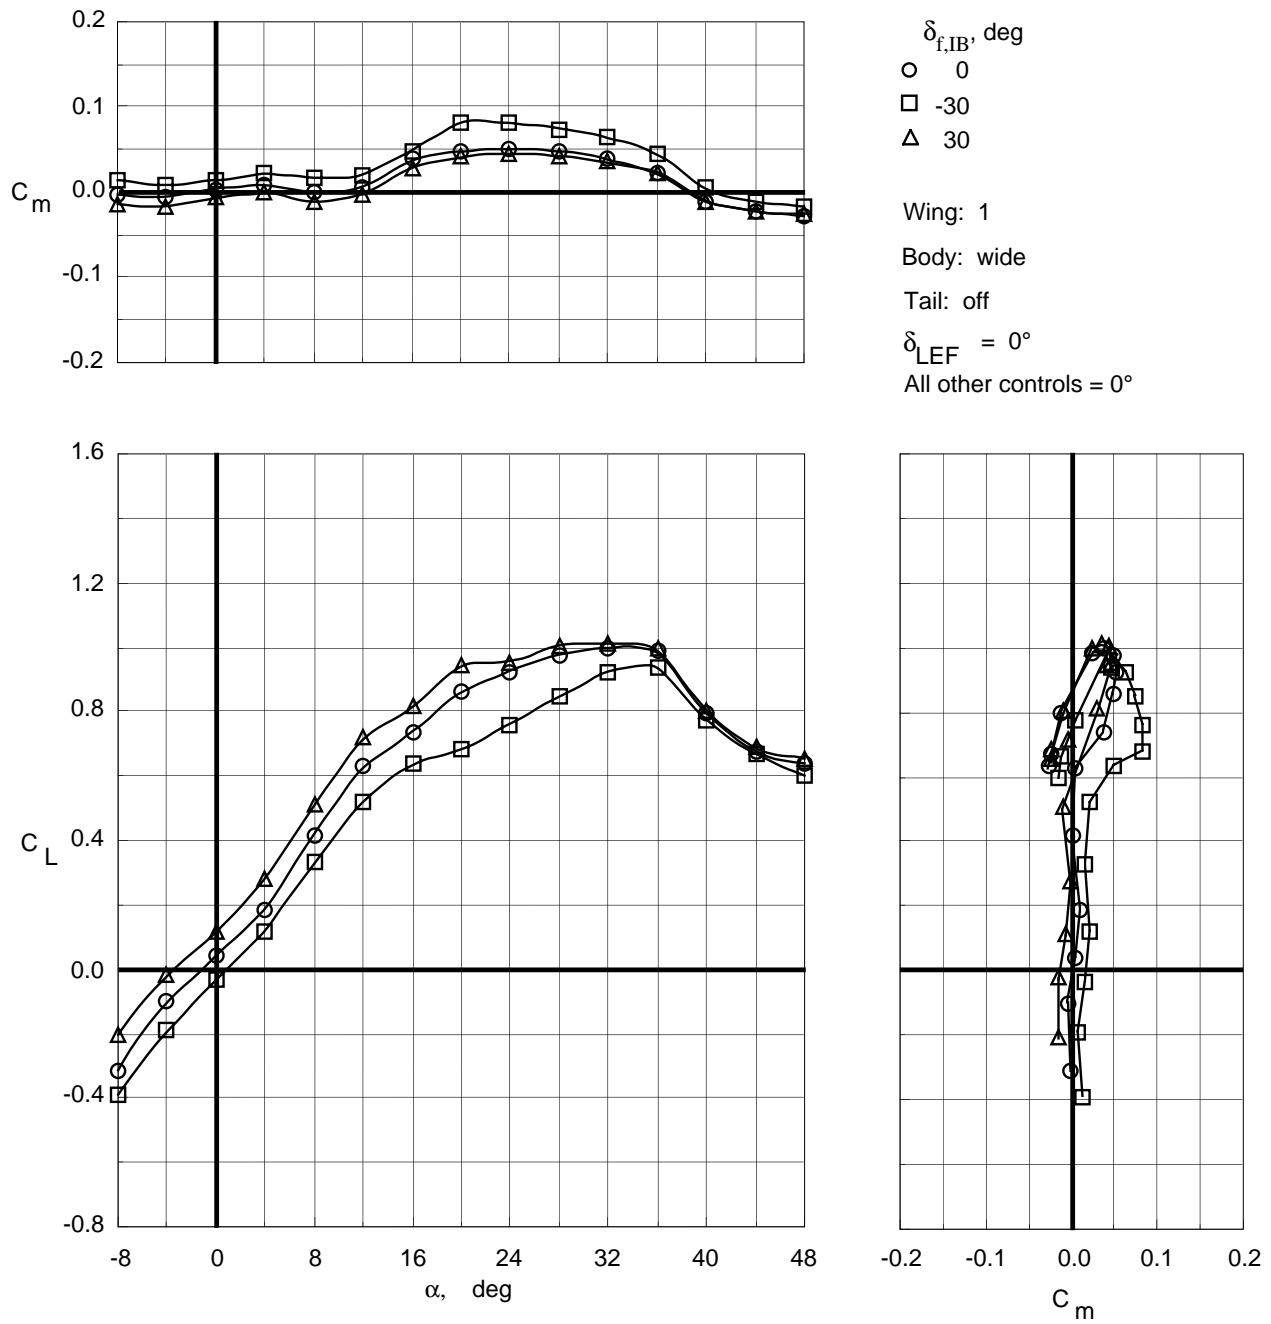 0.2
0.1
0.0
-0.1
-0.2
C m
δf,IB, deg
0
-30
30
Wing: 1
Body: wide
Tail: off
δLEF = 0°
All other controls = 0°
1.6
1.2
0.8
0.4
0.0
-0.4
-0.8
C L
-8 0 8 16 24 32 40 48
α, deg
-0.2 -0.1 0.0 0.1 0.2
C m